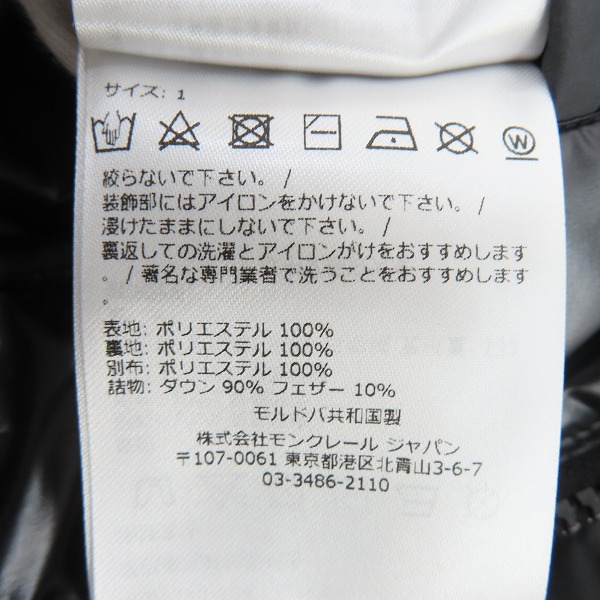 サイズ: 1
W
絞らないで下さい。 /
装飾部にはアイロンをかけないで下さい。 /
浸けたままにしないで下さい。 /
裏返しての洗濯とアイロンがけをおすすめします
。 / 著名な専門業者で洗うことをおすすめします
。
表地: ポリエステル 100%
裏地: ポリエステル 100%
別布: ポリエステル 100%
詰物: ダウン 90% フェザー 10%
モルドバ共和国製
株式会社モンクレール ジャパン
〒107-0061 東京都港区北青山3-6-7
03-3486-2110